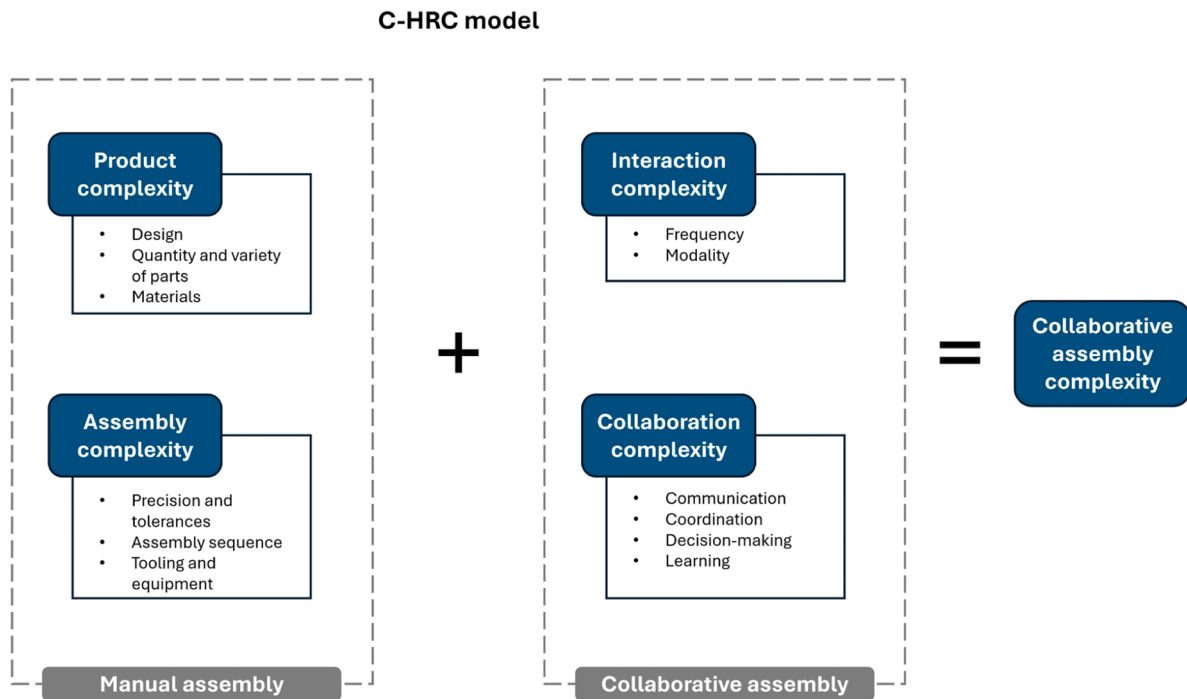 C-HRC model
Product
complexity
• Design
• Quantity and variety
of parts
• Materials
Assembly
complexity
• Precision and
tolerances
• Assembly sequence
• Tooling and
equipment
Manual assembly
+
Interaction
complexity
• Frequency
• Modality
Collaboration
complexity
• Communication
• Coordination
• Decision-making
• Learning
Collaborative assembly
=
Collaborative
assembly
complexity